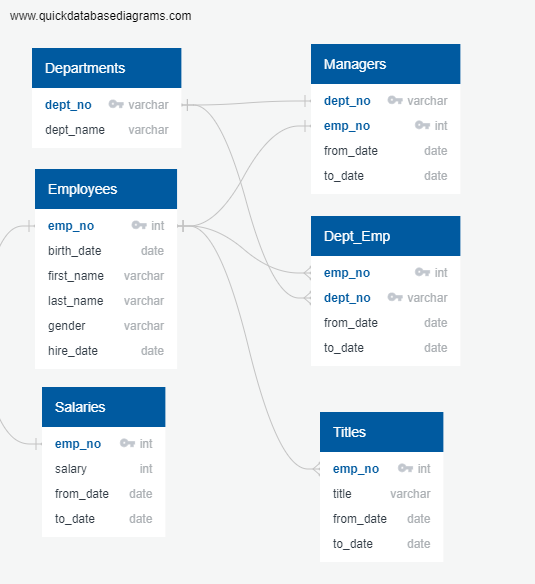 www.quickdatabasediagrams.com
Departments
dept_no varchar
dept_name varchar
Employees
emp_no int
birth_date date
first_name varchar
last_name varchar
gender varchar
hire_date date
Salaries
emp_no int
salary int
from_date date
to_date date
Managers
dept_no varchar
emp_no int
from_date date
to_date date
Dept_Emp
emp_no int
dept_no varchar
from_date date
to_date date
Titles
emp_no int
title varchar
from_date date
to_date date